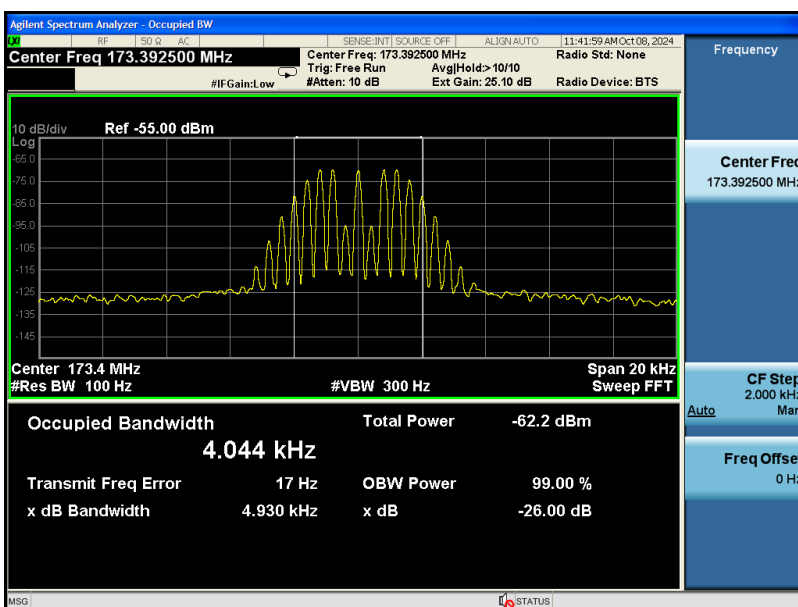 Agilent Spectrum Analyzer - Occupied BW
LXI RF 50 Ω AC SENSE:INT SOURCE OFF ALIGN AUTO 11:41:59 AM Oct 08, 2024
Center Freq 173.392500 MHz
Center Freq: 173.392500 MHz Radio Std: None
Trig: Free Run Avg|Hold:>10/10
#IFGain:Low #Atten: 10 dB Ext Gain: 25.10 dB Radio Device: BTS
Frequency
10 dB/div Ref -55.00 dBm
Log
-65.0
-75.0
-85.0
-95.0
-105
-115
-125
-135
-145
Center 173.4 MHz Span 20 kHz
#Res BW 100 Hz #VBW 300 Hz Sweep FFT
Center Freq
173.392500 MHz
CF Step
2.000 kHz
Auto Man
Freq Offset
0 Hz
Occupied Bandwidth Total Power -62.2 dBm
4.044 kHz
Transmit Freq Error 17 Hz OBW Power 99.00 %
x dB Bandwidth 4.930 kHz x dB -26.00 dB
MSG STATUS